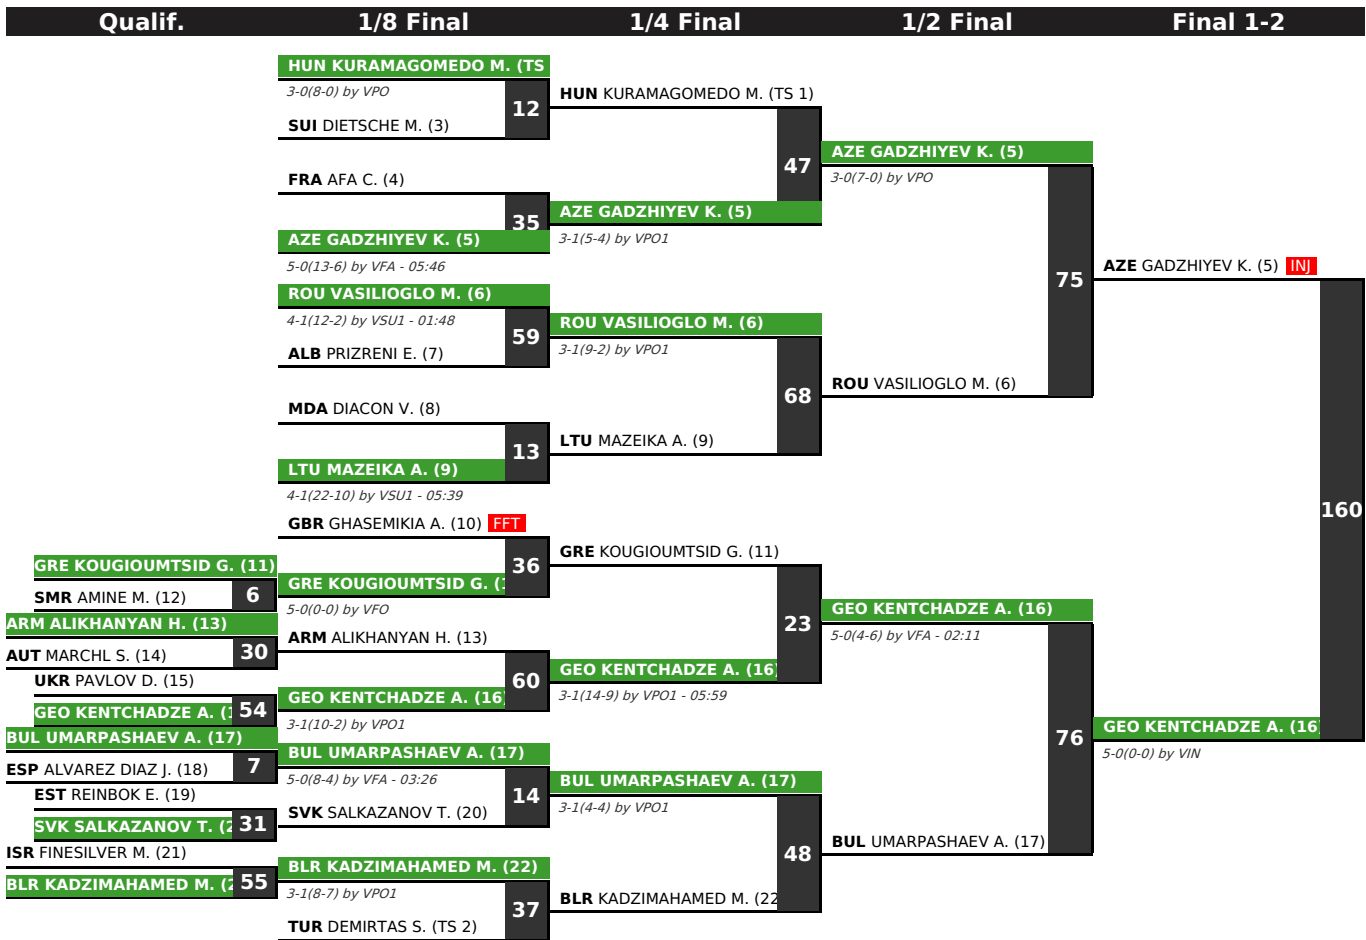 Qualif.
1/8 Final
1/4 Final
1/2 Final
Final 1-2
GRE KOUGIOUMTSID G. (11)
SMR AMINE M. (12)
6
ARM ALIKHANYAN H. (13)
AUT MARCHL S. (14)
30
UKR PAVLOV D. (15)
GEO KENTCHADZE A. (1
54
BUL UMARPASHAEV A. (17)
ESP ALVAREZ DIAZ J. (18)
7
EST REINBOK E. (19)
SVK SALKAZANOV T. (2
31
ISR FINESILVER M. (21)
BLR KADZIMAHAMED M. (2
55
HUN KURAMAGOMEDO M. (TS
3-0(8-0) by VPO
12
SUI DIETSCHE M. (3)
FRA AFA C. (4)
35
AZE GADZHIYEV K. (5)
5-0(13-6) by VFA - 05:46
ROU VASILIOGLO M. (6)
4-1(12-2) by VSU1 - 01:48
59
ALB PRIZRENI E. (7)
MDA DIACON V. (8)
13
LTU MAZEIKA A. (9)
4-1(22-10) by VSU1 - 05:39
GBR GHASEMIKIA A. (10) FFT
36
GRE KOUGIOUMTSID G. (1
5-0(0-0) by VFO
ARM ALIKHANYAN H. (13)
60
GEO KENTCHADZE A. (16)
3-1(10-2) by VPO1
BUL UMARPASHAEV A. (17)
5-0(8-4) by VFA - 03:26
14
SVK SALKAZANOV T. (20)
BLR KADZIMAHAMED M. (22)
3-1(8-7) by VPO1
37
TUR DEMIRTAS S. (TS 2)
HUN KURAMAGOMEDO M. (TS 1)
47
AZE GADZHIYEV K. (5)
3-1(5-4) by VPO1
ROU VASILIOGLO M. (6)
3-1(9-2) by VPO1
68
LTU MAZEIKA A. (9)
GRE KOUGIOUMTSID G. (11)
23
GEO KENTCHADZE A. (16)
3-1(14-9) by VPO1 - 05:59
BUL UMARPASHAEV A. (17)
3-1(4-4) by VPO1
48
BLR KADZIMAHAMED M. (22
AZE GADZHIYEV K. (5)
3-0(7-0) by VPO
75
ROU VASILIOGLO M. (6)
GEO KENTCHADZE A. (16)
5-0(4-6) by VFA - 02:11
76
BUL UMARPASHAEV A. (17)
AZE GADZHIYEV K. (5) INJ
160
GEO KENTCHADZE A. (16)
5-0(0-0) by VIN